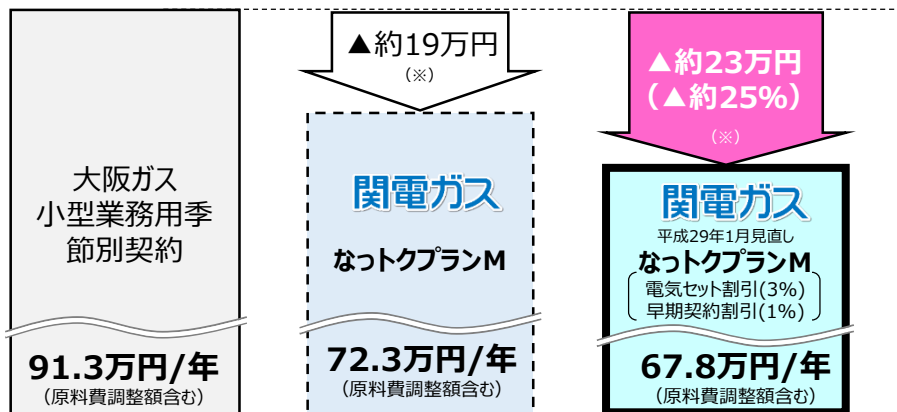 ▲約19万円
（※）
▲約23万円
（▲約25%）
（※）
大阪ガス
小型業務用季
節別契約
91.3万円/年
（原料費調整額含む）
関電ガス
なっトクプランM
72.3万円/年
（原料費調整額含む）
関電ガス
平成29年1月見直し
なっトクプランM
電気セット割引(3%)
早期契約割引(1%)
67.8万円/年
（原料費調整額含む）